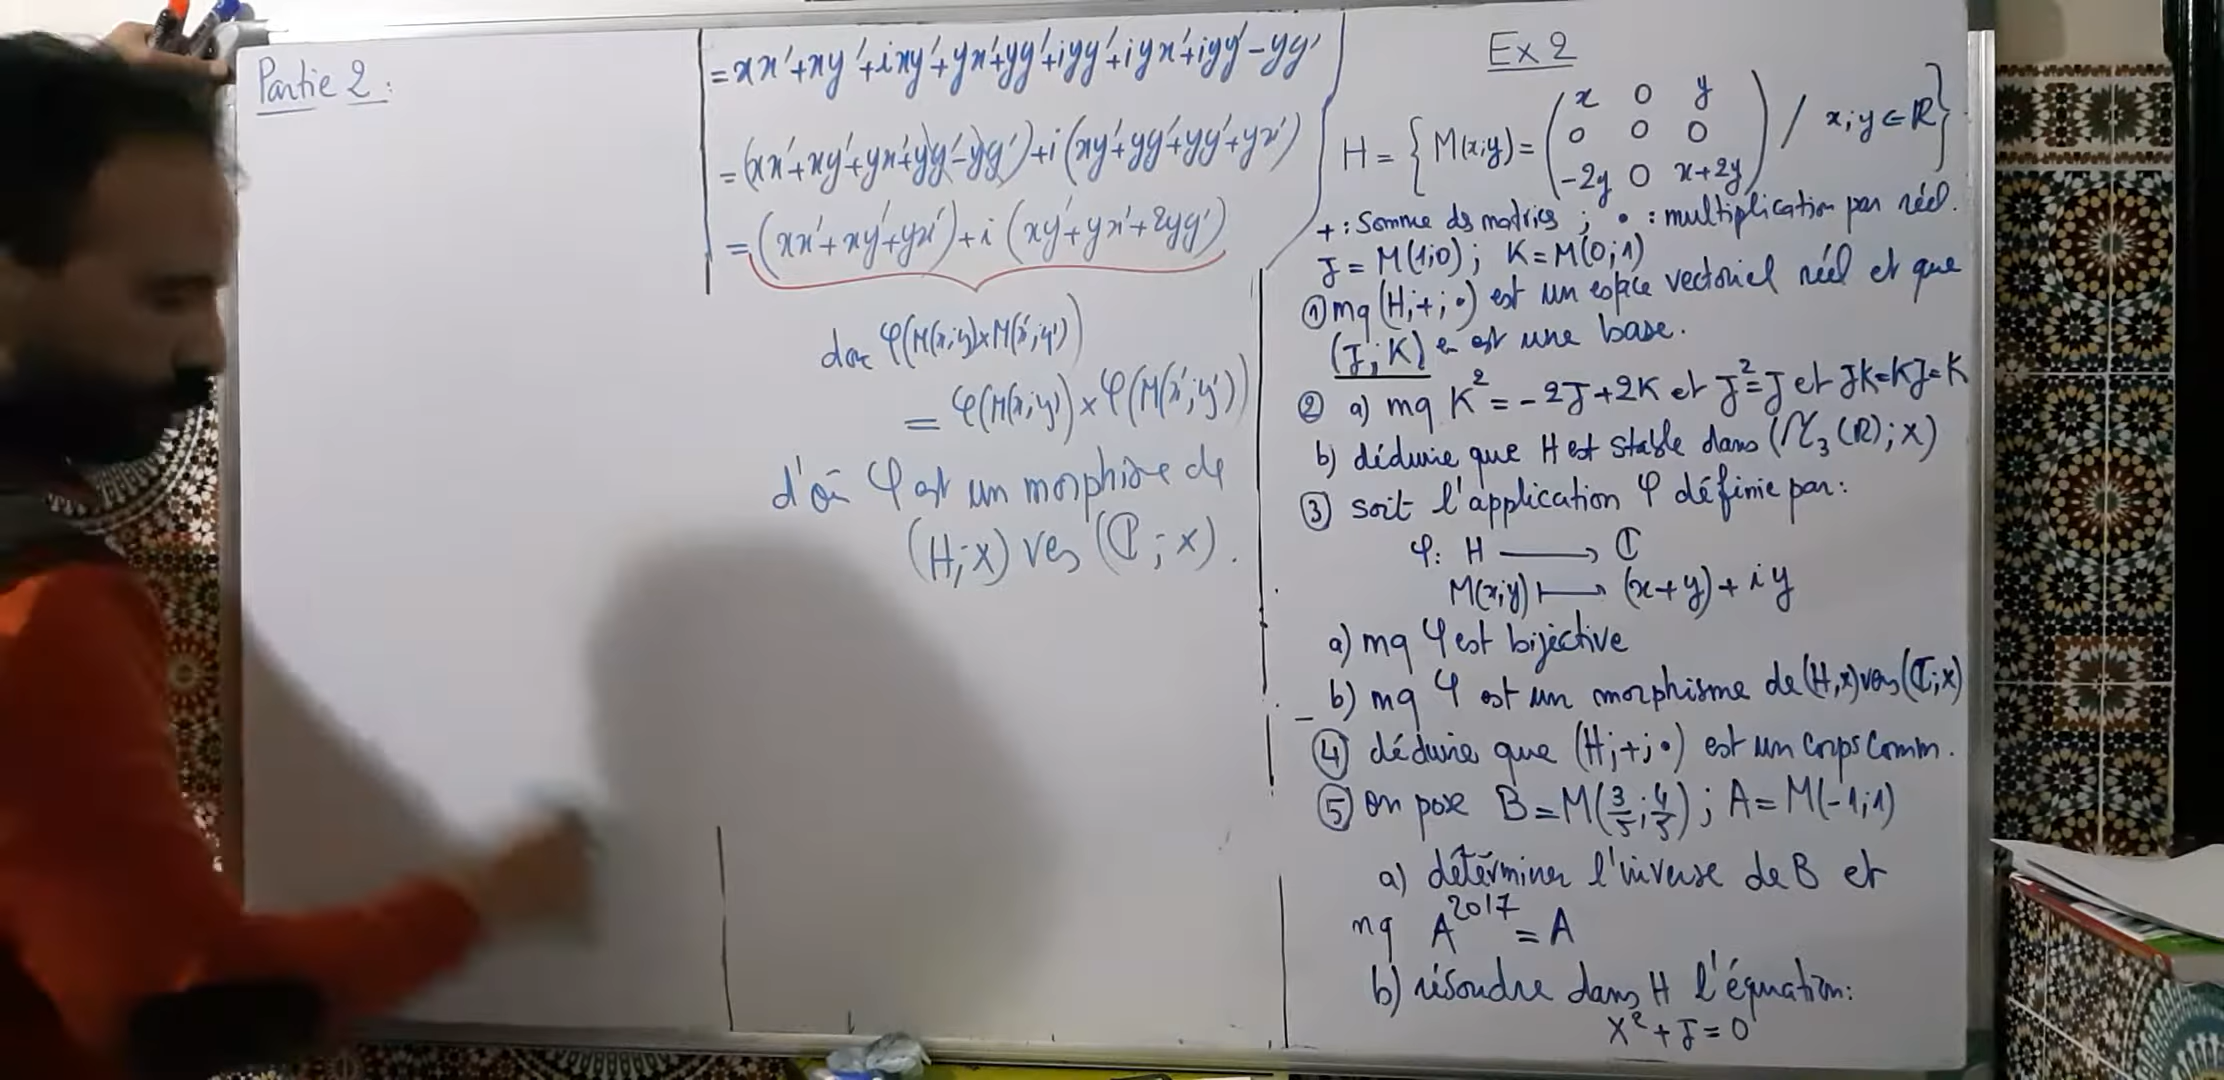 Partie 2 :
= xx'+xy'+ixy'+yx'+yy'+iyy'+iyx'+iyy'-yy'
= (xx'+xy'+yx'+yy'-yy')+i(xy'+yy'+yy'+yx')
= (xx'+xy'+yx')+i(xy'+yx'+2yy')
donc φ(M(x;y)×M(x';y'))
= φ(M(x;y))×φ(M(x';y'))
d'où φ est un morphisme de
(H;×) vers (ℂ;×).
Ex 2
H = { M(x;y) = ( x 0 y
0 0 0
-2y 0 x+2y ) / x;y ∈ ℝ }
+ : Somme des matrices ; • : multiplication par réel.
J = M(1;0) ; K = M(0;1)
① mq (H;+;•) est un espace vectoriel réel et que
(J;K) en est une base.
② a) mq K² = -2J+2K et J²=J et JK=KJ=K
b) déduire que H est stable dans (M₃(ℝ);×)
③ soit l'application φ définie par:
φ: H ⟶ ℂ
M(x;y) ⟼ (x+y)+iy
a) mq φ est bijective
b) mq φ est un morphisme de (H,×) vers (ℂ;×)
④ déduire que (H;+;•) est un corps comm.
⑤ on pose B=M(3/5;4/5) ; A=M(-1;1)
a) déterminer l'inverse de B et
mq A²⁰¹⁷ = A
b) résoudre dans H l'équation:
X²+J=0